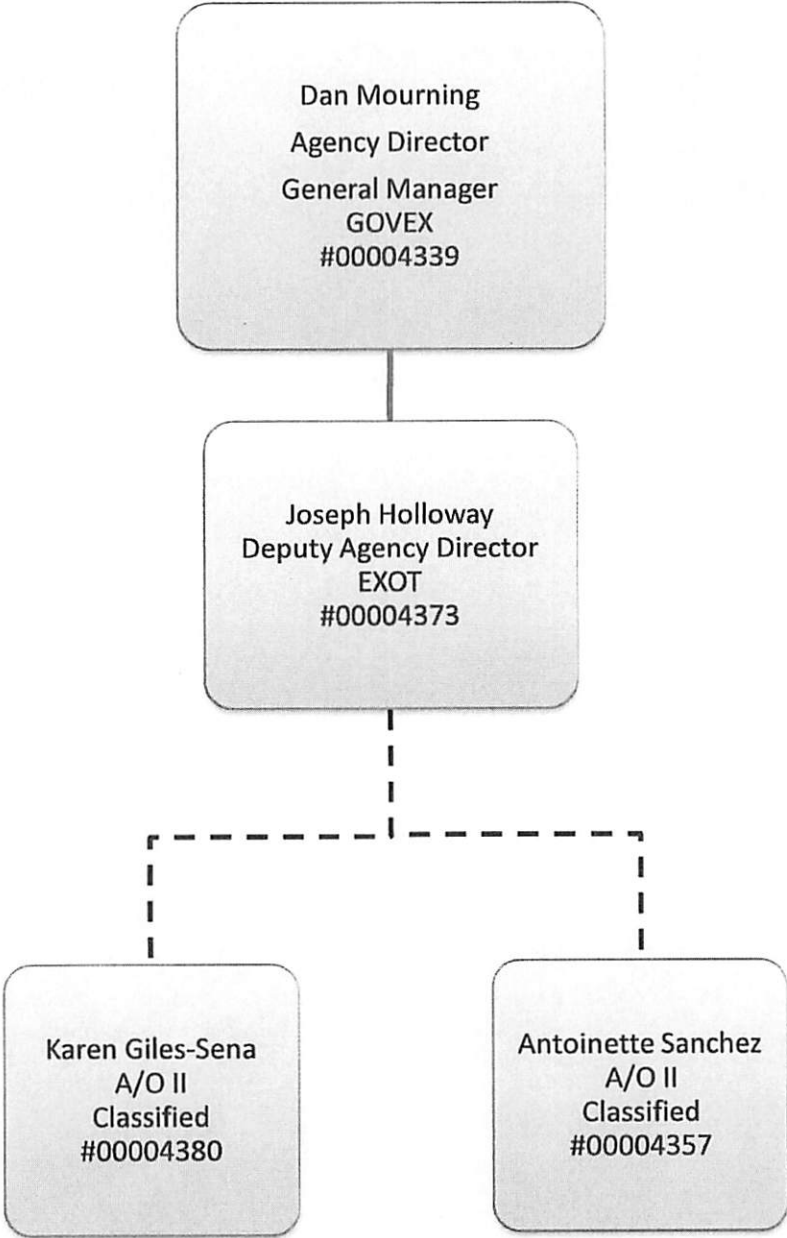 Dan Mourning
Agency Director
General Manager
GOVEX
#00004339
Joseph Holloway
Deputy Agency Director
EXOT
#00004373
Karen Giles-Sena
A/O II
Classified
#00004380
Antoinette Sanchez
A/O II
Classified
#00004357